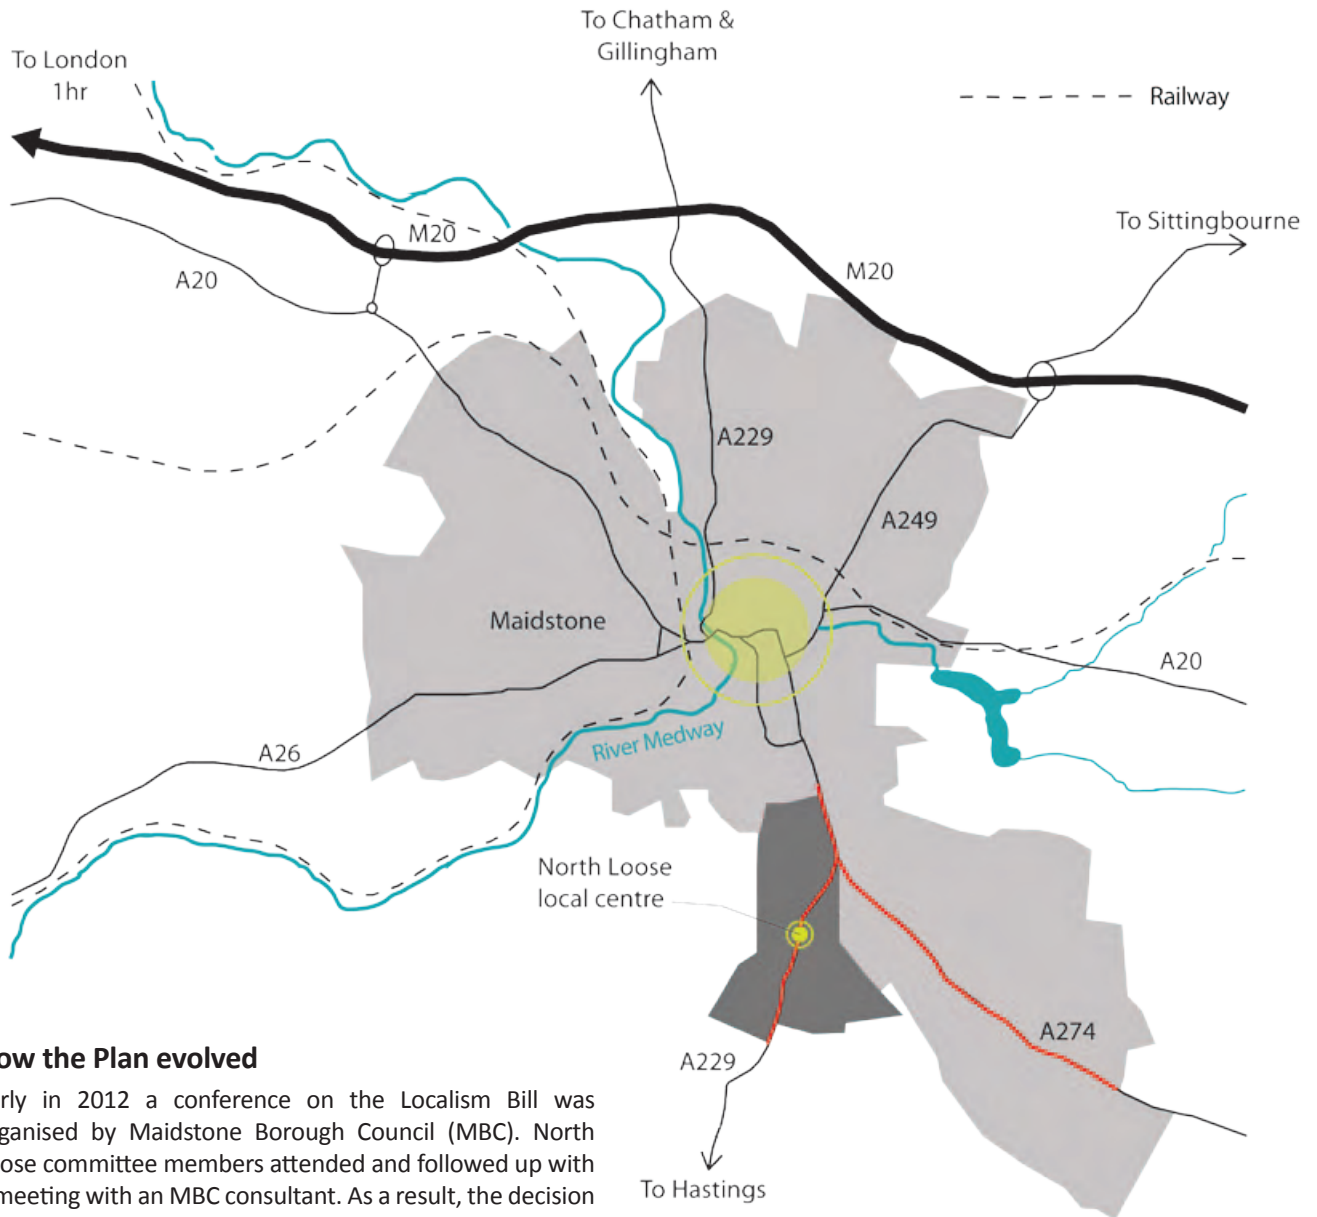 To Chatham &
Gillingham
To London
1hr
Railway
To Sittingbourne
M20
M20
A20
A229
A249
Maidstone
A20
River Medway
A26
North Loose
local centre
A274
A229
To Hastings
ow the Plan evolved
rly in 2012 a conference on the Localism Bill was
ganised by Maidstone Borough Council (MBC). North
ose committee members attended and followed up with
meeting with an MBC consultant. As a result, the decision